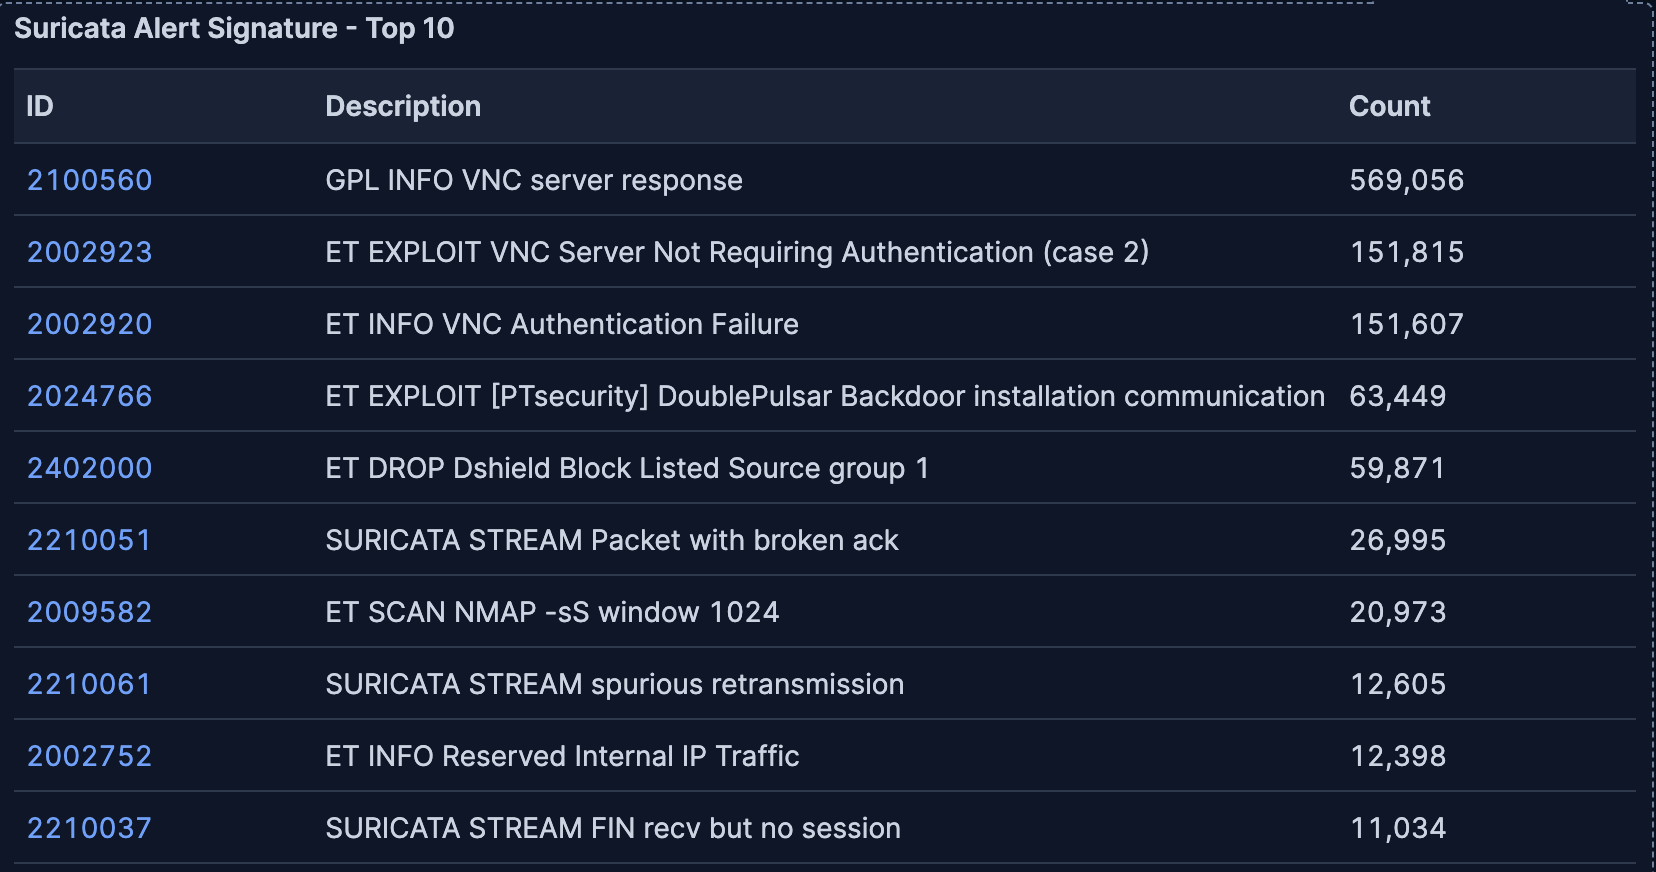 Suricata Alert Signature - Top 10
ID Description Count
2100560 GPL INFO VNC server response 569,056
2002923 ET EXPLOIT VNC Server Not Requiring Authentication (case 2) 151,815
2002920 ET INFO VNC Authentication Failure 151,607
2024766 ET EXPLOIT [PTsecurity] DoublePulsar Backdoor installation communication 63,449
2402000 ET DROP Dshield Block Listed Source group 1 59,871
2210051 SURICATA STREAM Packet with broken ack 26,995
2009582 ET SCAN NMAP -sS window 1024 20,973
2210061 SURICATA STREAM spurious retransmission 12,605
2002752 ET INFO Reserved Internal IP Traffic 12,398
2210037 SURICATA STREAM FIN recv but no session 11,034